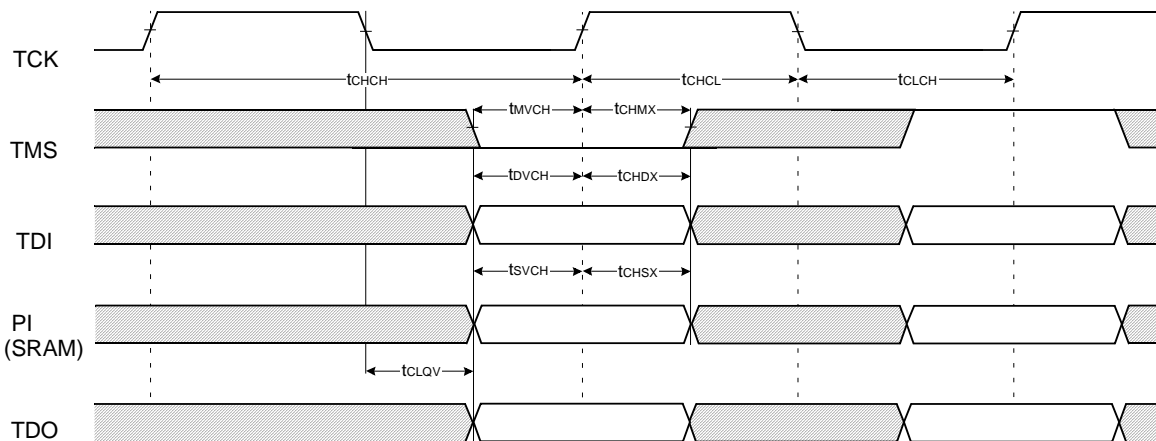 TCK
tCHCH
tCHCL
tCLCH
tMVCH
tCHMX
TMS
tDVCH
tCHDX
TDI
tSVCH
tCHSX
PI
(SRAM)
tCLQV
TDO